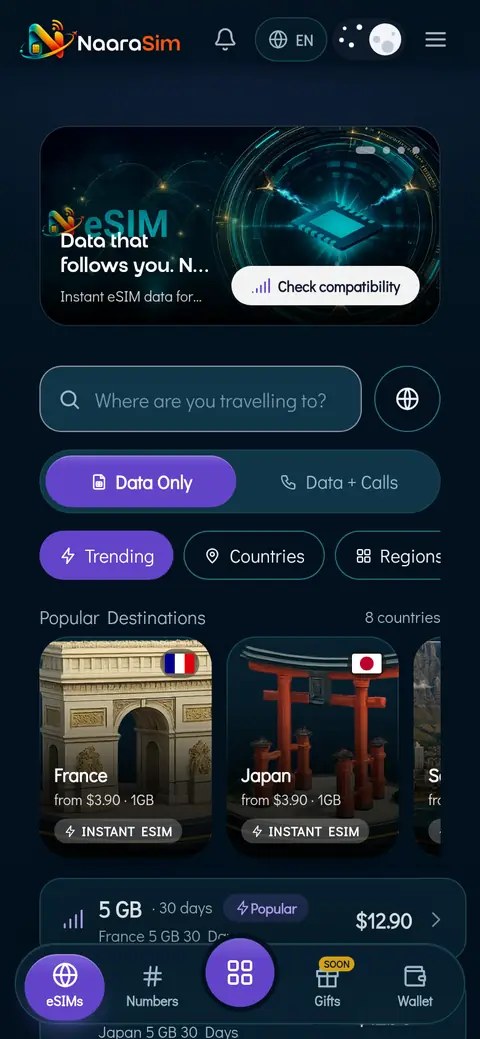 NaaraSim
EN
eSIM
Data that
follows you. N...
Instant eSIM data for...
Check compatibility
Where are you travelling to?
Data Only
Data + Calls
Trending
Countries
Regions
Popular Destinations
8 countries
France
from $3.90 · 1GB
INSTANT ESIM
Japan
from $3.90 · 1GB
INSTANT ESIM
5 GB · 30 days
Popular
$12.90
France 5 GB 30
eSIMs
Numbers
SOON
Gifts
Wallet
Japan 5 GB 30 Days